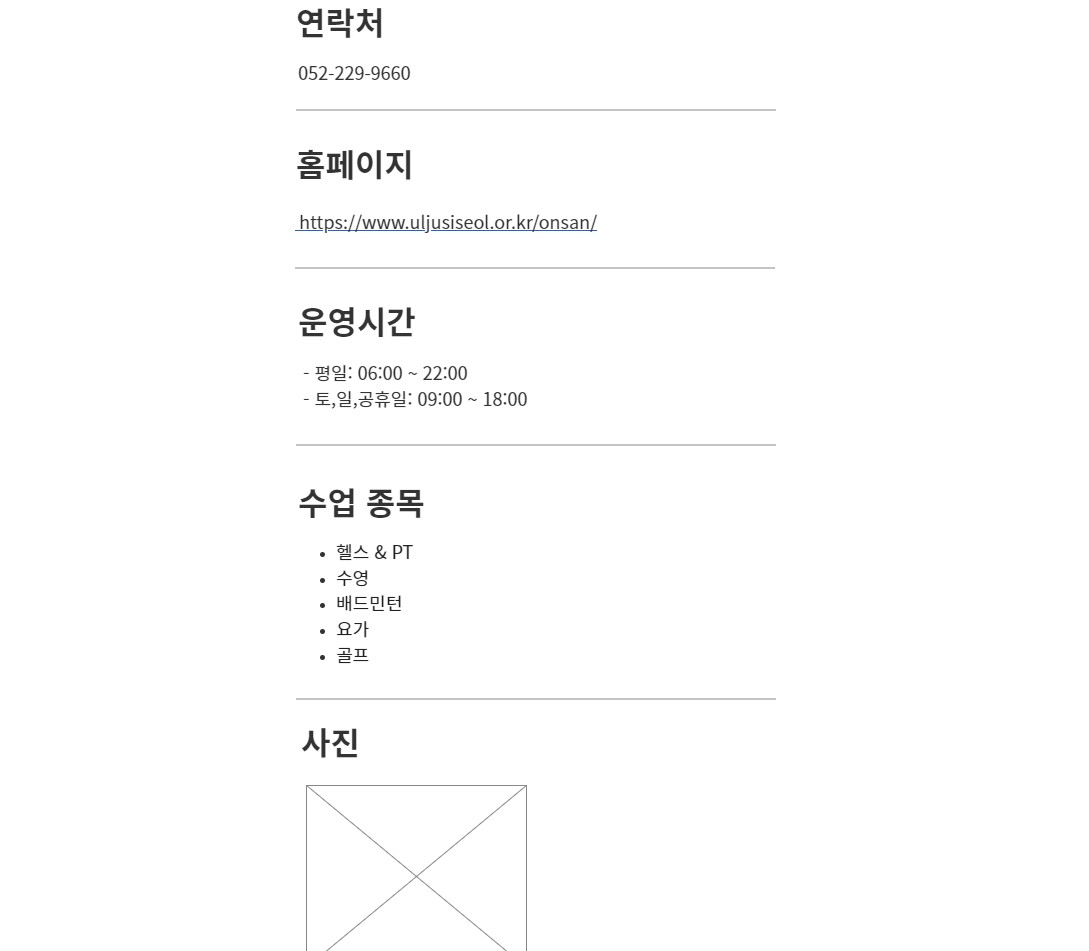 연락처
052-229-9660
홈페이지
https://www.uljusiseol.or.kr/onsan/
운영시간
- 평일: 06:00 ~ 22:00
- 토,일,공휴일: 09:00 ~ 18:00
수업 종목
• 헬스 & PT
• 수영
• 배드민턴
• 요가
• 골프
사진